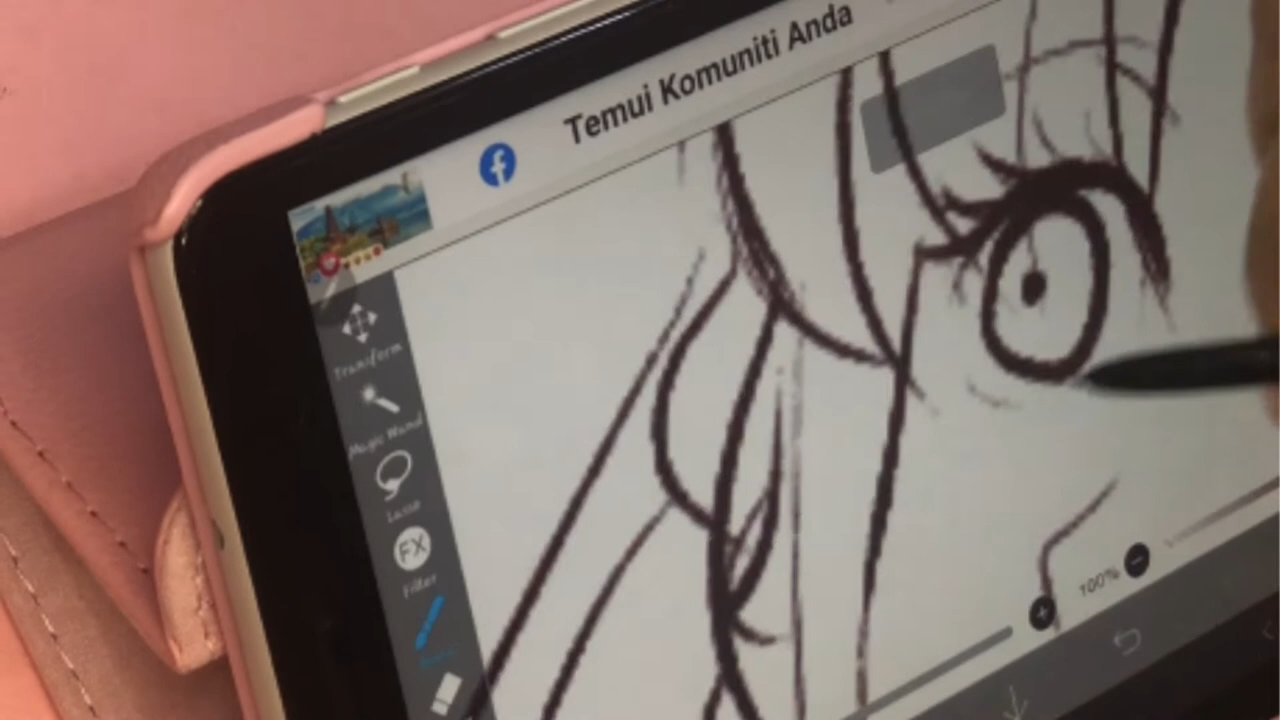 Temui Komuniti Anda
Transform
Magic Wand
Lasso
FX
Filter
100%